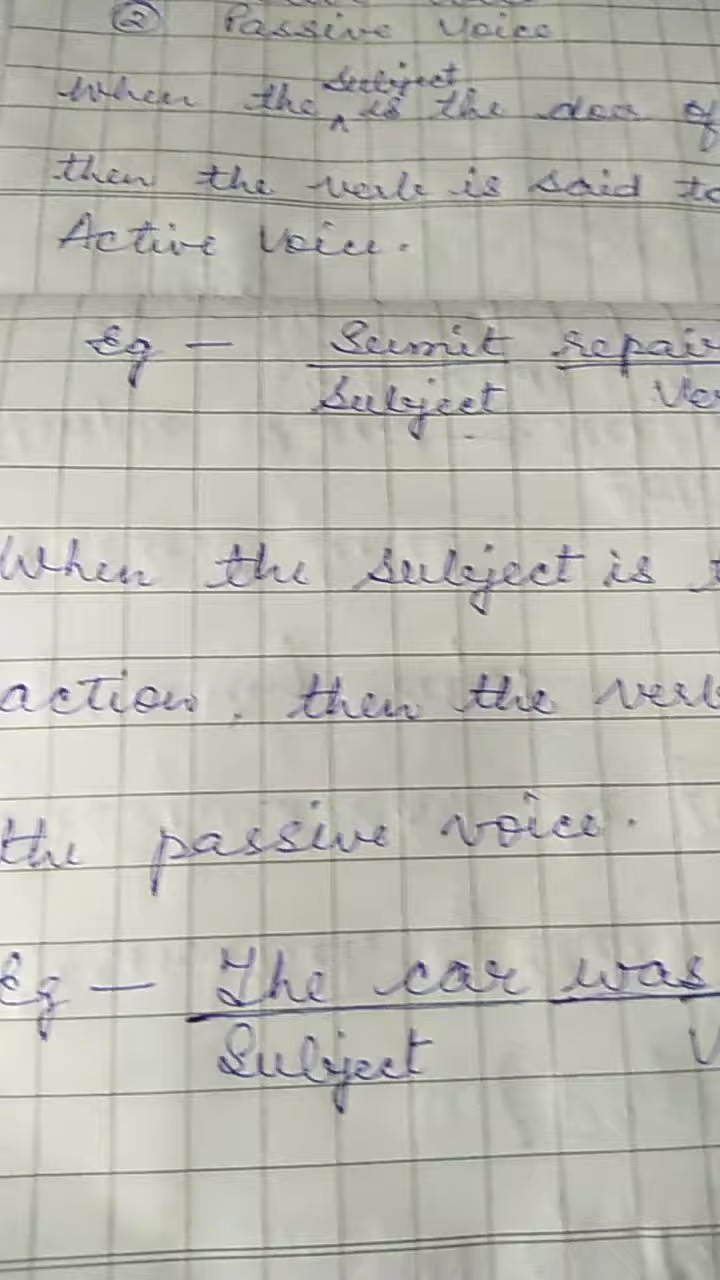 ② Passive Voice
When the ^ subject is the doer of
then the verb is said to
Active Voice.
Eg — Sumit repair
Subject Ver
When the subject is
action. then the verb
the passive voice.
Eg — The car was
Subject V